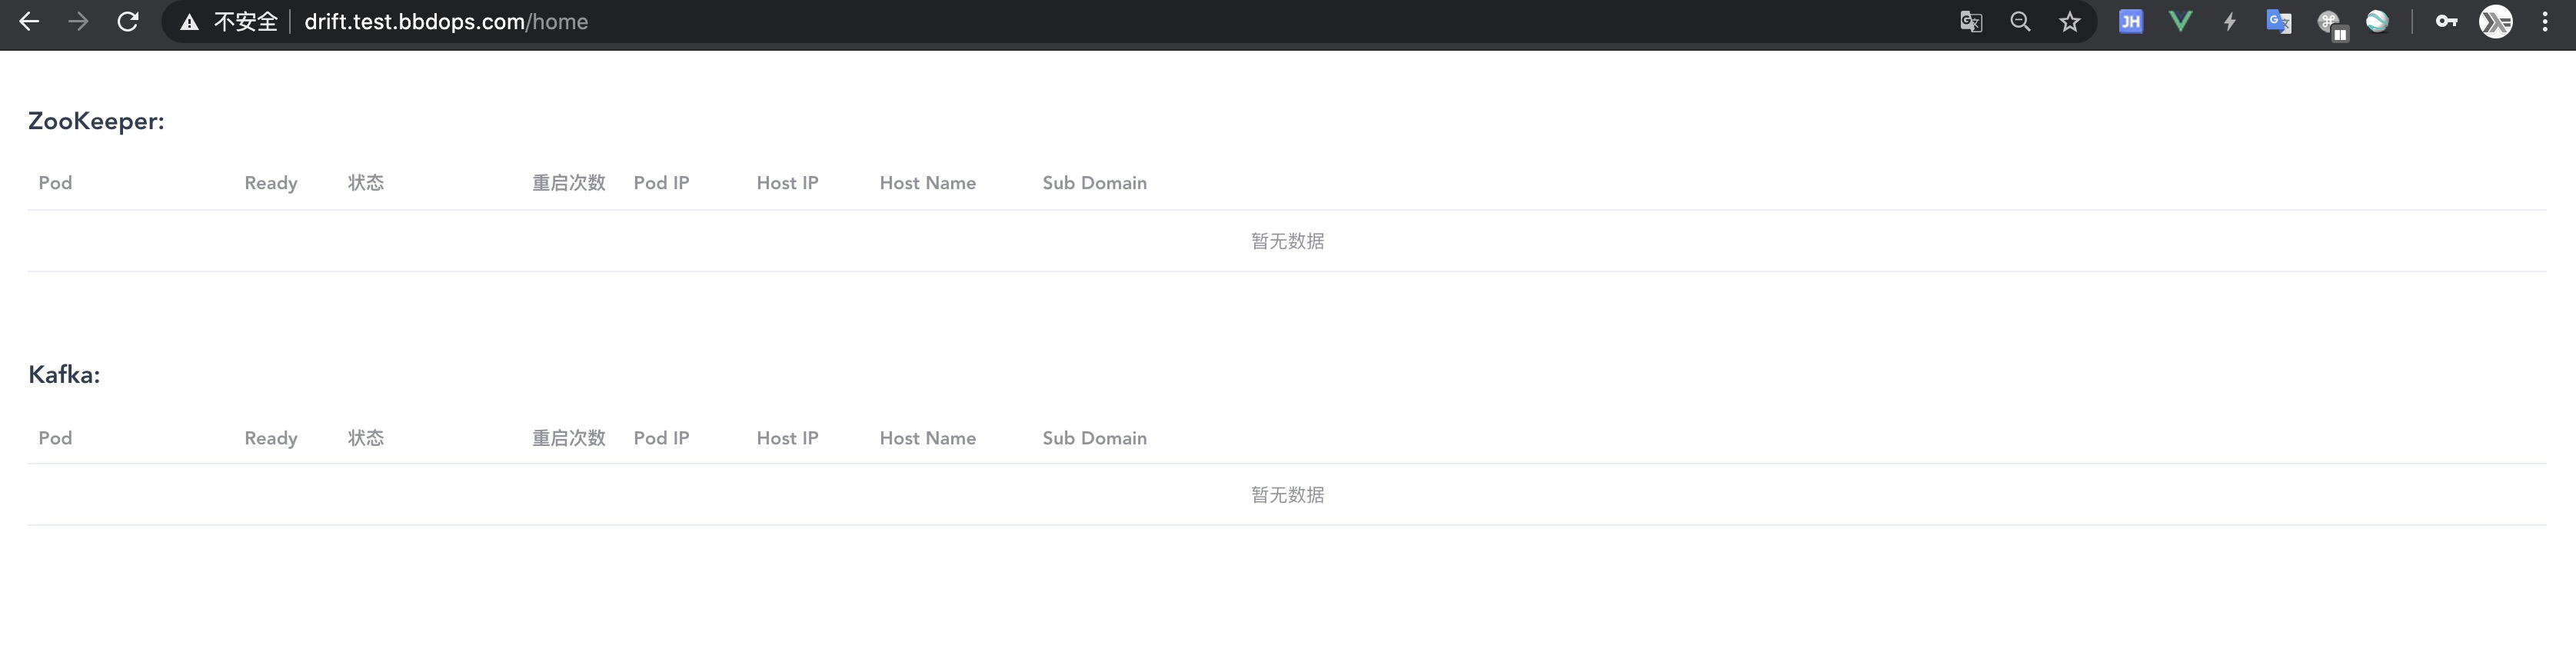 不安全 drift.test.bbdops.com/home JH
ZooKeeper:
Pod Ready 状态 重启次数 Pod IP Host IP Host Name Sub Domain
暂无数据
Kafka:
Pod Ready 状态 重启次数 Pod IP Host IP Host Name Sub Domain
暂无数据